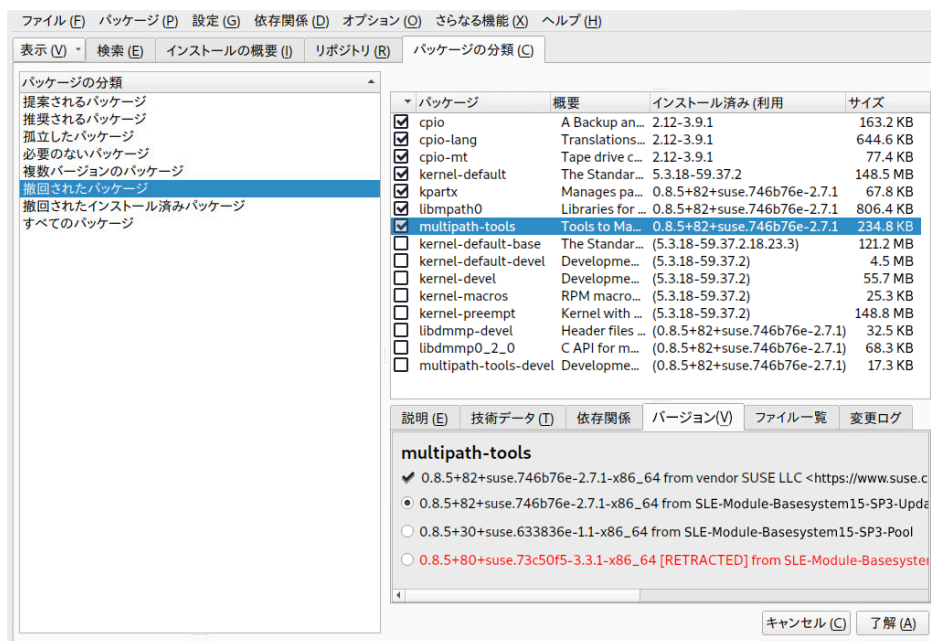 ファイル (F) パッケージ (P) 設定 (G) 依存関係 (D) オプション (O) さらなる機能 (X) ヘルプ (H)
表示 (V) 検索 (E) インストールの概要 (I) リポジトリ (R) パッケージの分類 (C)
パッケージの分類
提案されるパッケージ
推奨されるパッケージ
孤立したパッケージ
必要のないパッケージ
複数バージョンのパッケージ
撤回されたパッケージ
撤回されたインストール済みパッケージ
すべてのパッケージ
パッケージ 概要 インストール済み (利用 サイズ
cpio A Backup an... 2.12-3.9.1 163.2 KB
cpio-lang Translations... 2.12-3.9.1 644.6 KB
cpio-mt Tape drive c... 2.12-3.9.1 77.4 KB
kernel-default The Standar... 5.3.18-59.37.2 148.5 MB
kpartx Manages pa... 0.8.5+82+suse.746b76e-2.7.1 67.8 KB
libmpath0 Libraries for ... 0.8.5+82+suse.746b76e-2.7.1 806.4 KB
multipath-tools Tools to Ma... 0.8.5+82+suse.746b76e-2.7.1 234.8 KB
kernel-default-base The Standar... (5.3.18-59.37.2.18.23.3) 121.2 MB
kernel-default-devel Developme... (5.3.18-59.37.2) 4.5 MB
kernel-devel Developme... (5.3.18-59.37.2) 55.7 MB
kernel-macros RPM macro... (5.3.18-59.37.2) 25.3 KB
kernel-preempt Kernel with ... (5.3.18-59.37.2) 148.8 MB
libdmmp-devel Header files ... (0.8.5+82+suse.746b76e-2.7.1) 32.5 KB
libdmmp0_2_0 C API for m... (0.8.5+82+suse.746b76e-2.7.1) 68.3 KB
multipath-tools-devel Developme... (0.8.5+82+suse.746b76e-2.7.1) 17.3 KB
説明 (E) 技術データ (T) 依存関係 バージョン(V) ファイル一覧 変更ログ
multipath-tools
0.8.5+82+suse.746b76e-2.7.1-x86_64 from vendor SUSE LLC <https://www.suse.c
0.8.5+82+suse.746b76e-2.7.1-x86_64 from SLE-Module-Basesystem15-SP3-Upda
0.8.5+30+suse.633836e-1.1-x86_64 from SLE-Module-Basesystem15-SP3-Pool
0.8.5+80+suse.73c50f5-3.3.1-x86_64 [RETRACTED] from SLE-Module-Basesyster
キャンセル (C) 了解 (A)